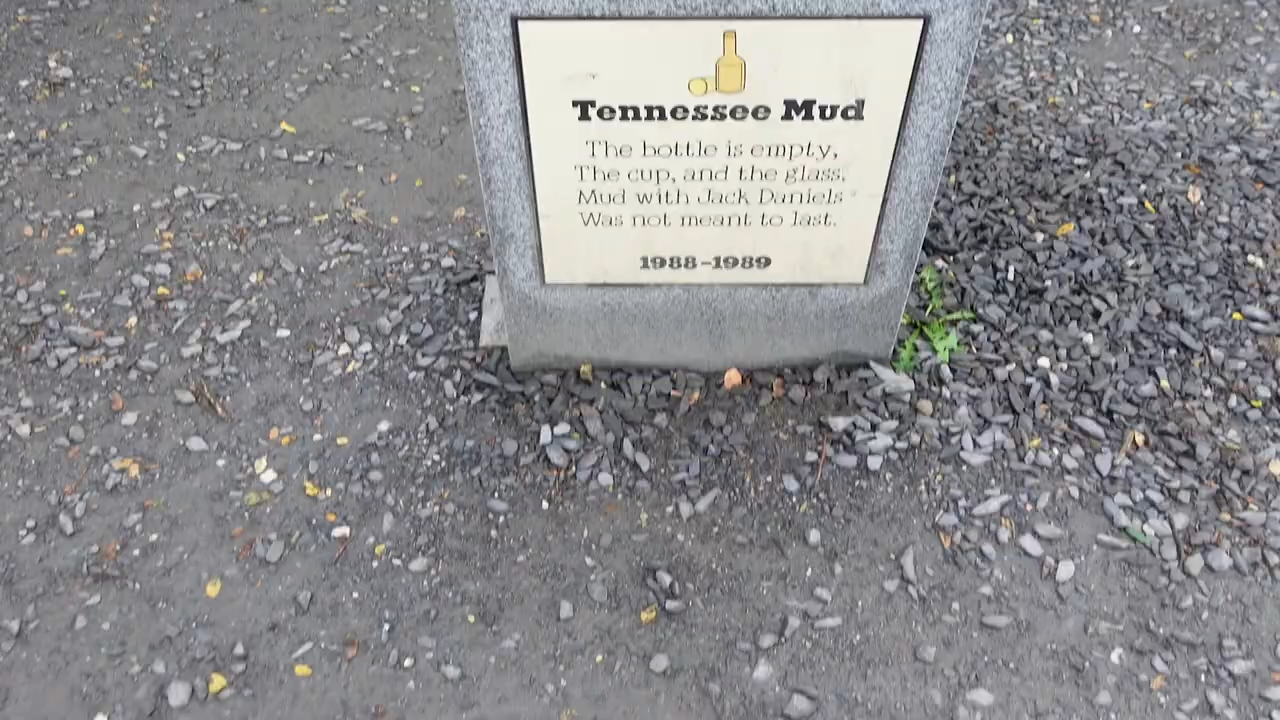 Tennessee Mud
The bottle is empty,
The cup, and the glass,
Mud with Jack Daniels
Was not meant to last.
1988-1989